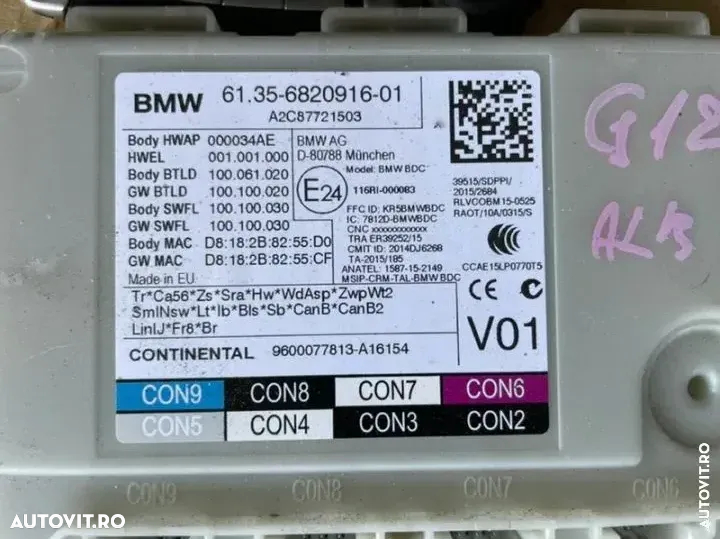 BMW 61.35-6820916-01
A2C87721503
Body HWAP 000034AE
HWEL 001.001.000
Body BTLD 100.061.020
GW BTLD 100.100.020
Body SWFL 100.100.030
GW SWFL 100.100.030
Body MAC D8:18:2B:82:55:D0
GW MAC D8:18:2B:82:55:CF
Made in EU
BMW AG
D-80788 München
Model: BMW BDC
E24
116RI-000083
FFC ID: KR5BMWBDC
IC: 7812D-BMWBDC
CNC xxxxxxxxxxx
TRA ER39252/15
CMIT ID: 2014DJ6268
TA-2015/195
ANATEL: 1587-15-2149
MSIP-CRM-TAL-BMW BDC
39515/SDPPI/
2015/2684
RLVCOBM15-0525
RAOT/10A/0315/S
CCAE15LP0770T5
CE
Tr*Ca56*Zs*Sra*Hw*WdAsp*ZwpWt2
SmlNsw*Lt*Ib*Bls*Sb*CanB*CanB2
LinIJ*Fr8*Br
V01
CONTINENTAL 9600077813-A16154
CON9 CON8 CON7 CON6
CON5 CON4 CON3 CON2
G12
CON9 CON8 CON7 CON6
AUTOVIT.RO
AUTOVIT.RO